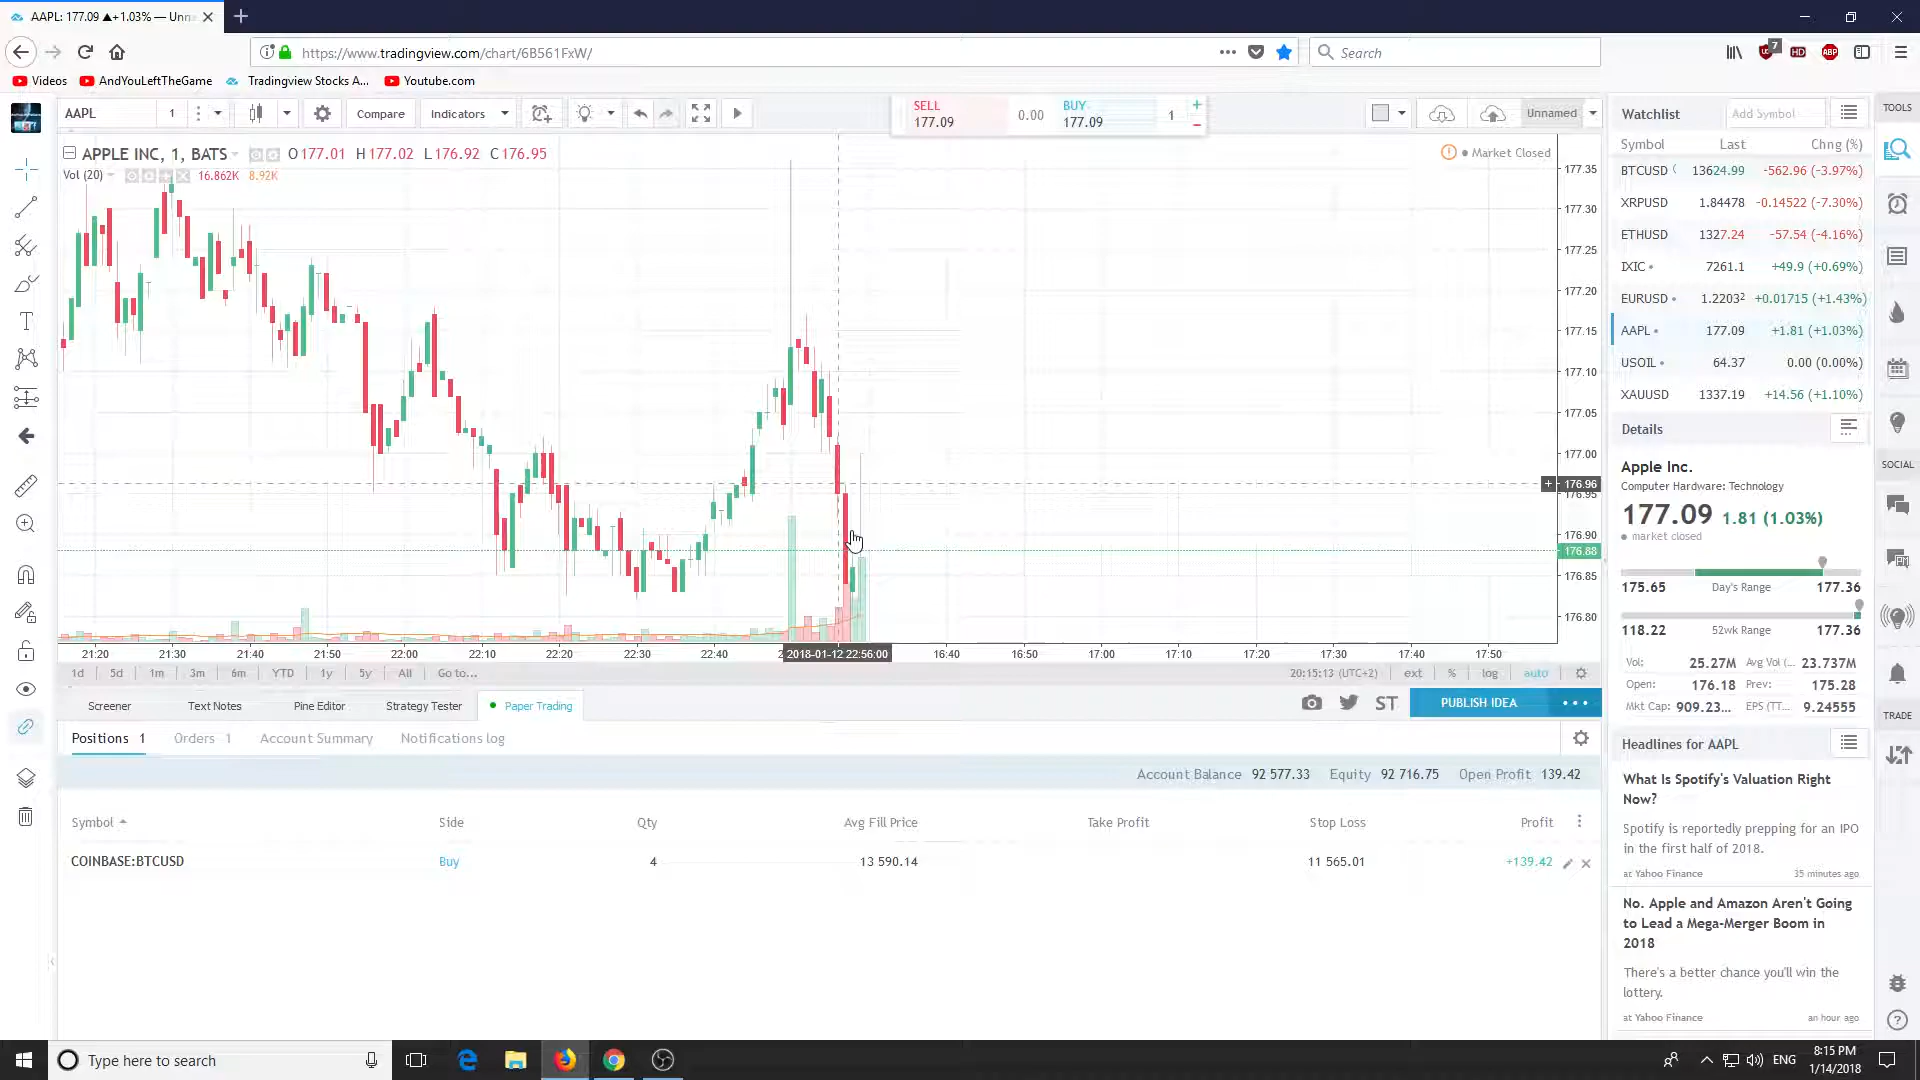 AAPL: 177.09 ▲+1.03% — Unna
https://www.tradingview.com/chart/6B561FxW/
Search
7
HD
ABP
Videos
AndYouLeftTheGame
Tradingview Stocks A...
Youtube.com
AAPL
1
Compare
Indicators
SELL
177.09
0.00
BUY
177.09
1
Unnamed
APPLE INC, 1, BATS
O 177.01 H 177.02 L 176.92 C 176.95
Vol (20)
16.862K 8.92K
Market Closed
177.35
177.30
177.25
177.20
177.15
177.10
177.05
177.00
176.96
176.95
176.90
176.88
176.85
176.80
21:20 21:30 21:40 21:50 22:00 22:10 22:20 22:30 22:40 2018-01-12 22:56:00 16:40 16:50 17:00 17:10 17:20 17:30 17:40 17:50
1d 5d 1m 3m 6m YTD 1y 5y All Go to...
20:15:13 (UTC+2) ext % log auto
Screener Text Notes Pine Editor Strategy Tester Paper Trading
ST
PUBLISH IDEA
Positions 1 Orders 1 Account Summary Notifications log
Account Balance 92 577.33 Equity 92 716.75 Open Profit 139.42
Symbol Side Qty Avg Fill Price Take Profit Stop Loss Profit
COINBASE:BTCUSD Buy 4 13 590.14 11 565.01 +139.42
Watchlist
Add Symbol
Symbol Last Chng (%)
BTCUSD 13624.99 -562.96 (-3.97%)
XRPUSD 1.84478 -0.14522 (-7.30%)
ETHUSD 1327.24 -57.54 (-4.16%)
IXIC 7261.1 +49.9 (+0.69%)
EURUSD 1.2203² +0.01715 (+1.43%)
AAPL 177.09 +1.81 (+1.03%)
USOIL 64.37 0.00 (0.00%)
XAUUSD 1337.19 +14.56 (+1.10%)
Details
Apple Inc.
Computer Hardware: Technology
177.09 1.81 (1.03%)
market closed
175.65 Day's Range 177.36
118.22 52wk Range 177.36
Vol: 25.27M Avg Vol (... 23.737M
Open: 176.18 Prev: 175.28
Mkt Cap: 909.23... EPS (TT... 9.24555
Headlines for AAPL
What Is Spotify's Valuation Right
Now?
Spotify is reportedly prepping for an IPO
in the first half of 2018.
at Yahoo Finance 35 minutes ago
No. Apple and Amazon Aren't Going
to Lead a Mega-Merger Boom in
2018
There's a better chance you'll win the
lottery.
at Yahoo Finance an hour ago
TOOLS
SOCIAL
TRADE
Type here to search
ENG
8:15 PM
1/14/2018